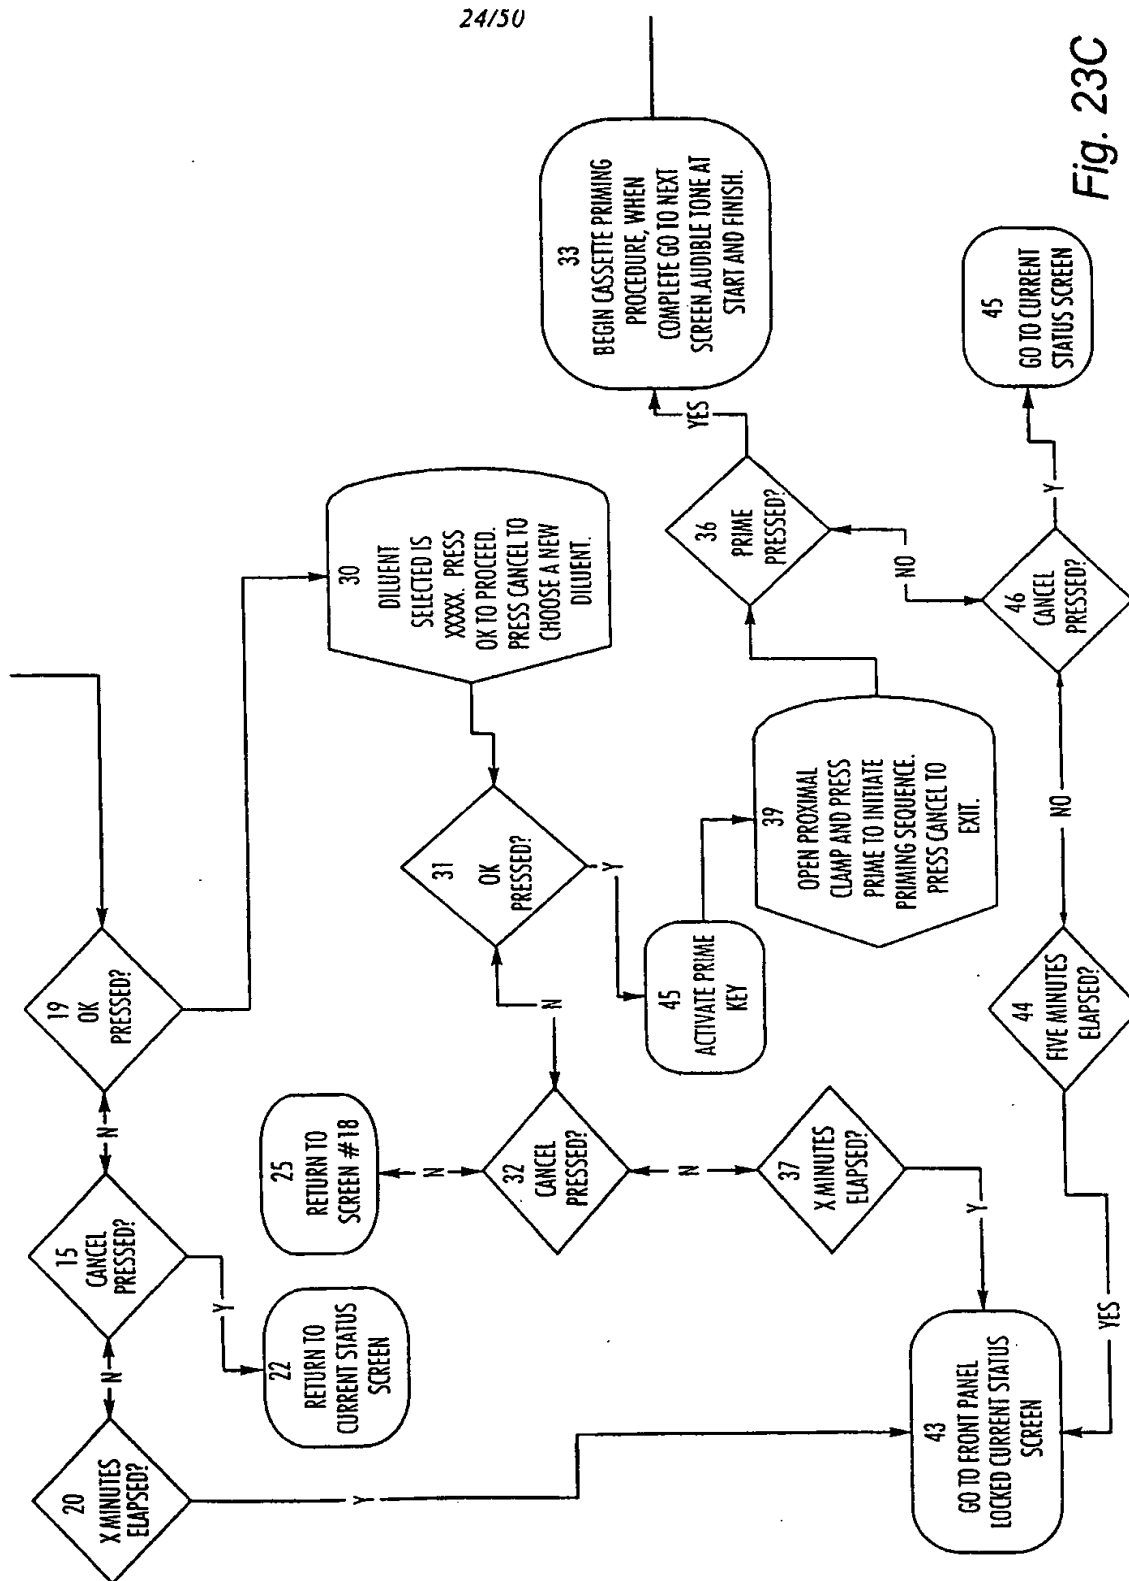 24/50
20
X MINUTES
ELAPSED?
N
15
CANCEL
PRESSED?
N
19
OK
PRESSED?
Y
22
RETURN TO
CURRENT STATUS
SCREEN
Y
25
RETURN TO
SCREEN #18
N
30
DILUENT
SELECTED IS
XXXX. PRESS
OK TO PROCEED.
PRESS CANCEL TO
CHOOSE A NEW
DILUENT.
31
OK
PRESSED?
N
Y
32
CANCEL
PRESSED?
N
37
X MINUTES
ELAPSED?
Y
45
ACTIVATE PRIME
KEY
39
OPEN PROXIMAL
CLAMP AND PRESS
PRIME TO INITIATE
PRIMING SEQUENCE.
PRESS CANCEL TO
EXIT.
36
PRIME
PRESSED?
YES
NO
33
BEGIN CASSETTE PRIMING
PROCEDURE, WHEN
COMPLETE GO TO NEXT
SCREEN.AUDIBLE TONE AT
START AND FINISH.
43
GO TO FRONT PANEL
LOCKED CURRENT STATUS
SCREEN
YES
44
FIVE MINUTES
ELAPSED?
NO
46
CANCEL
PRESSED?
Y
45
GO TO CURRENT
STATUS SCREEN
Fig. 23C